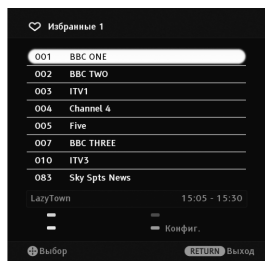 Избранные 1
001 BBC ONE
002 BBC TWO
003 ITV1
004 Channel 4
005 Five
007 BBC THREE
010 ITV3
083 Sky Spts News
LazyTown 15:05 - 15:30
Конфиг.
Выбор RETURN Выход